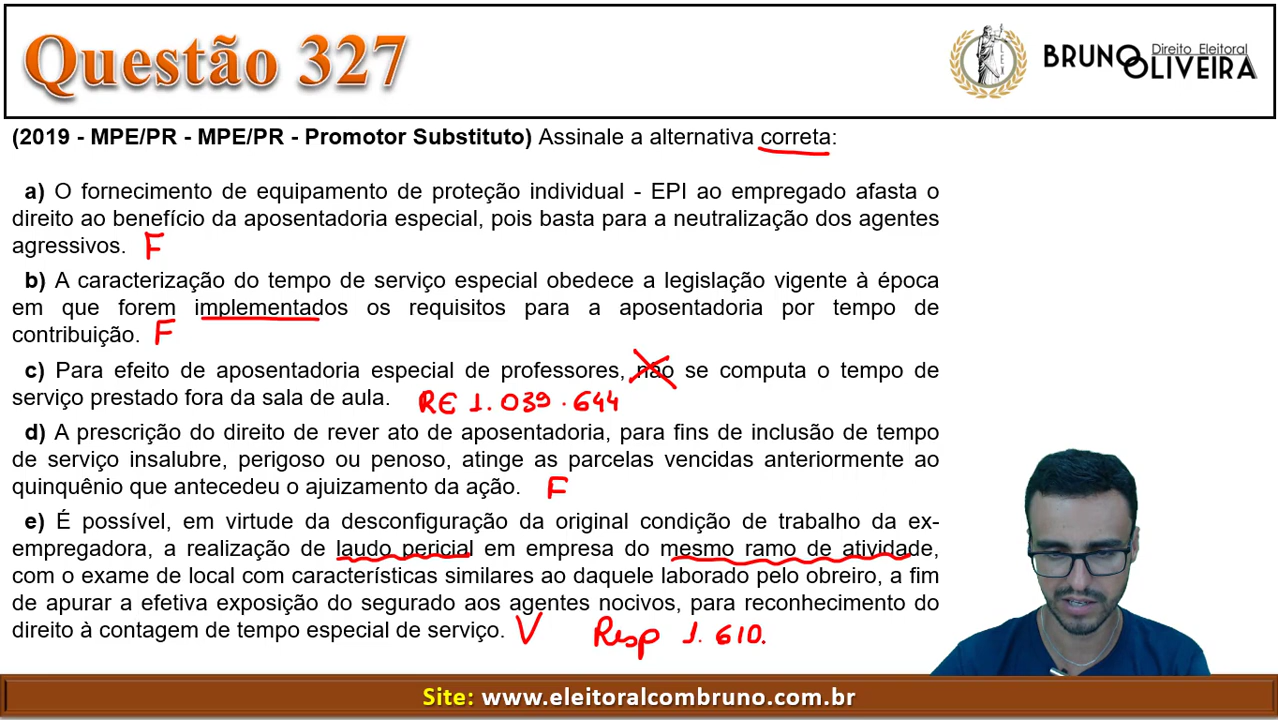 Questão 327
BRUNO OLIVEIRA Direito Eleitoral
(2019 - MPE/PR - MPE/PR - Promotor Substituto) Assinale a alternativa correta:
a) O fornecimento de equipamento de proteção individual - EPI ao empregado afasta o
direito ao benefício da aposentadoria especial, pois basta para a neutralização dos agentes
agressivos. F
b) A caracterização do tempo de serviço especial obedece a legislação vigente à época
em que forem implementados os requisitos para a aposentadoria por tempo de
contribuição. F
c) Para efeito de aposentadoria especial de professores, não se computa o tempo de
serviço prestado fora da sala de aula. RE 1.039.644
d) A prescrição do direito de rever ato de aposentadoria, para fins de inclusão de tempo
de serviço insalubre, perigoso ou penoso, atinge as parcelas vencidas anteriormente ao
quinquênio que antecedeu o ajuizamento da ação. F
e) É possível, em virtude da desconfiguração da original condição de trabalho da ex-
empregadora, a realização de laudo pericial em empresa do mesmo ramo de atividade,
com o exame de local com características similares ao daquele laborado pelo obreiro, a fim
de apurar a efetiva exposição do segurado aos agentes nocivos, para reconhecimento do
direito à contagem de tempo especial de serviço. V Resp 1.610.
Site: www.eleitoralcombruno.com.br